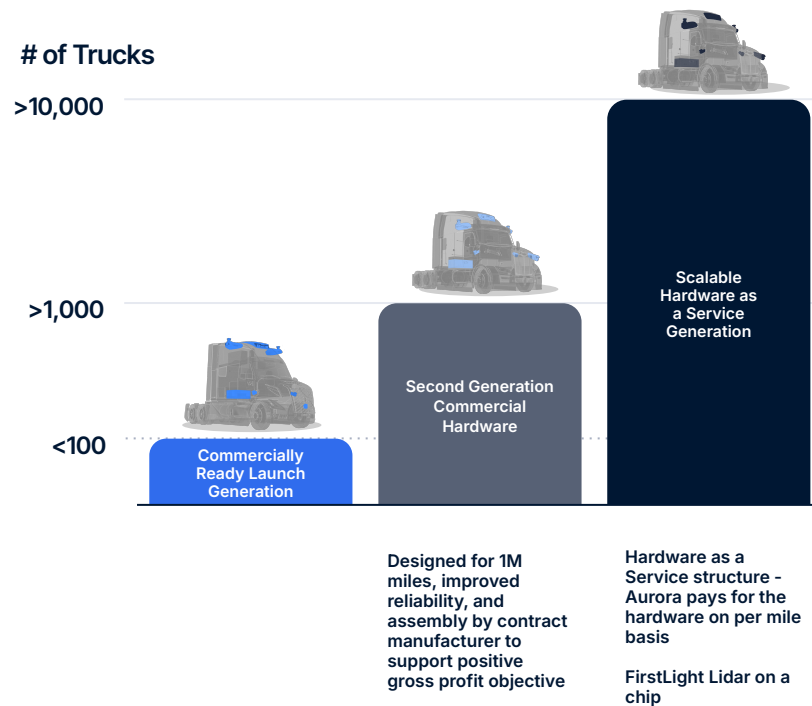 # of Trucks
>10,000
>1,000
<100
Commercially
Ready Launch
Generation
Second Generation
Commercial
Hardware
Scalable
Hardware as
a Service
Generation
Designed for 1M
miles, improved
reliability, and
assembly by contract
manufacturer to
support positive
gross profit objective
Hardware as a
Service structure -
Aurora pays for the
hardware on per mile
basis
FirstLight Lidar on a
chip